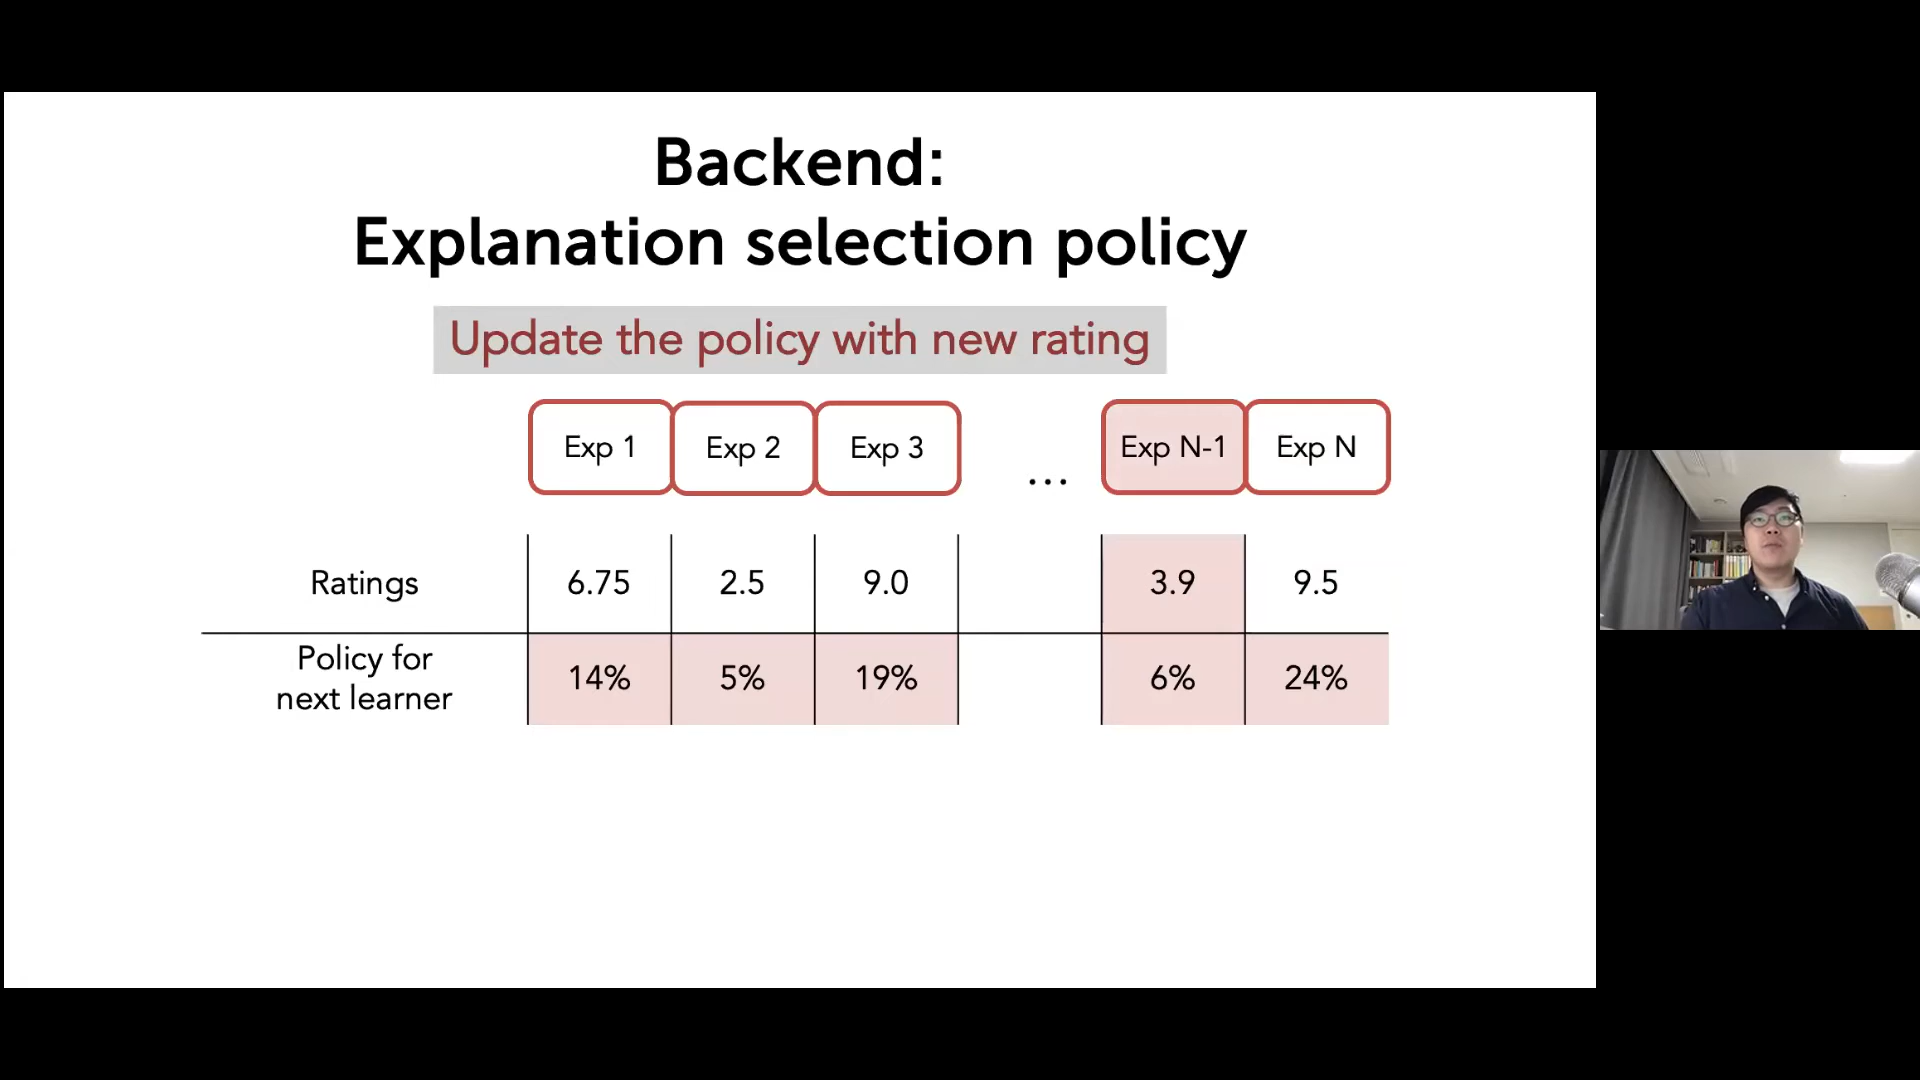 Backend:
Explanation selection policy
Update the policy with new rating
Exp 1 Exp 2 Exp 3 ... Exp N-1 Exp N
Ratings 6.75 2.5 9.0 3.9 9.5
Policy for
next learner 14% 5% 19% 6% 24%